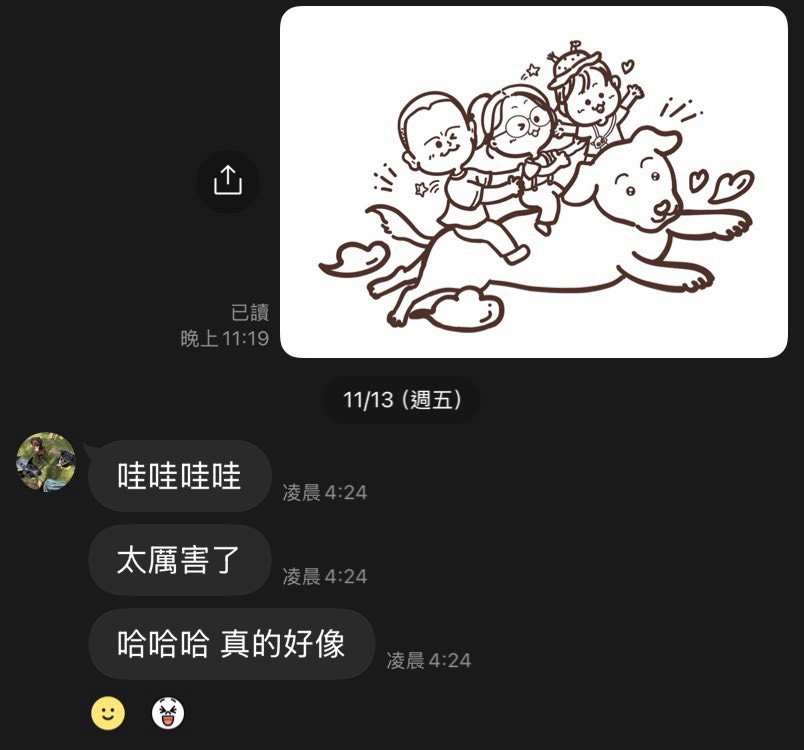 已讀
晚上 11:19
11/13 (週五)
哇哇哇哇
凌晨 4:24
太厲害了
凌晨 4:24
哈哈哈 真的好像
凌晨 4:24